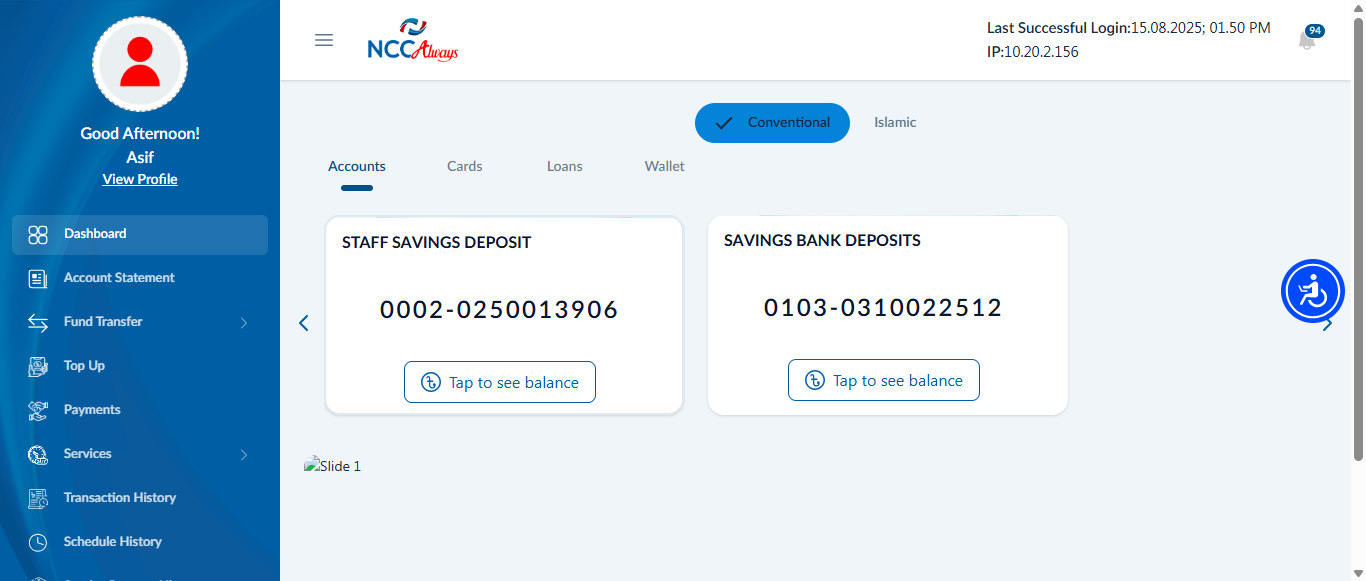 Good Afternoon!
Asif
View Profile
Dashboard
Account Statement
Fund Transfer
Top Up
Payments
Services
Transaction History
Schedule History
NCC Always
Last Successful Login:15.08.2025; 01.50 PM
IP:10.20.2.156
94
Conventional
Islamic
Accounts
Cards
Loans
Wallet
STAFF SAVINGS DEPOSIT
0002-0250013906
৳ Tap to see balance
SAVINGS BANK DEPOSITS
0103-0310022512
৳ Tap to see balance
Slide 1